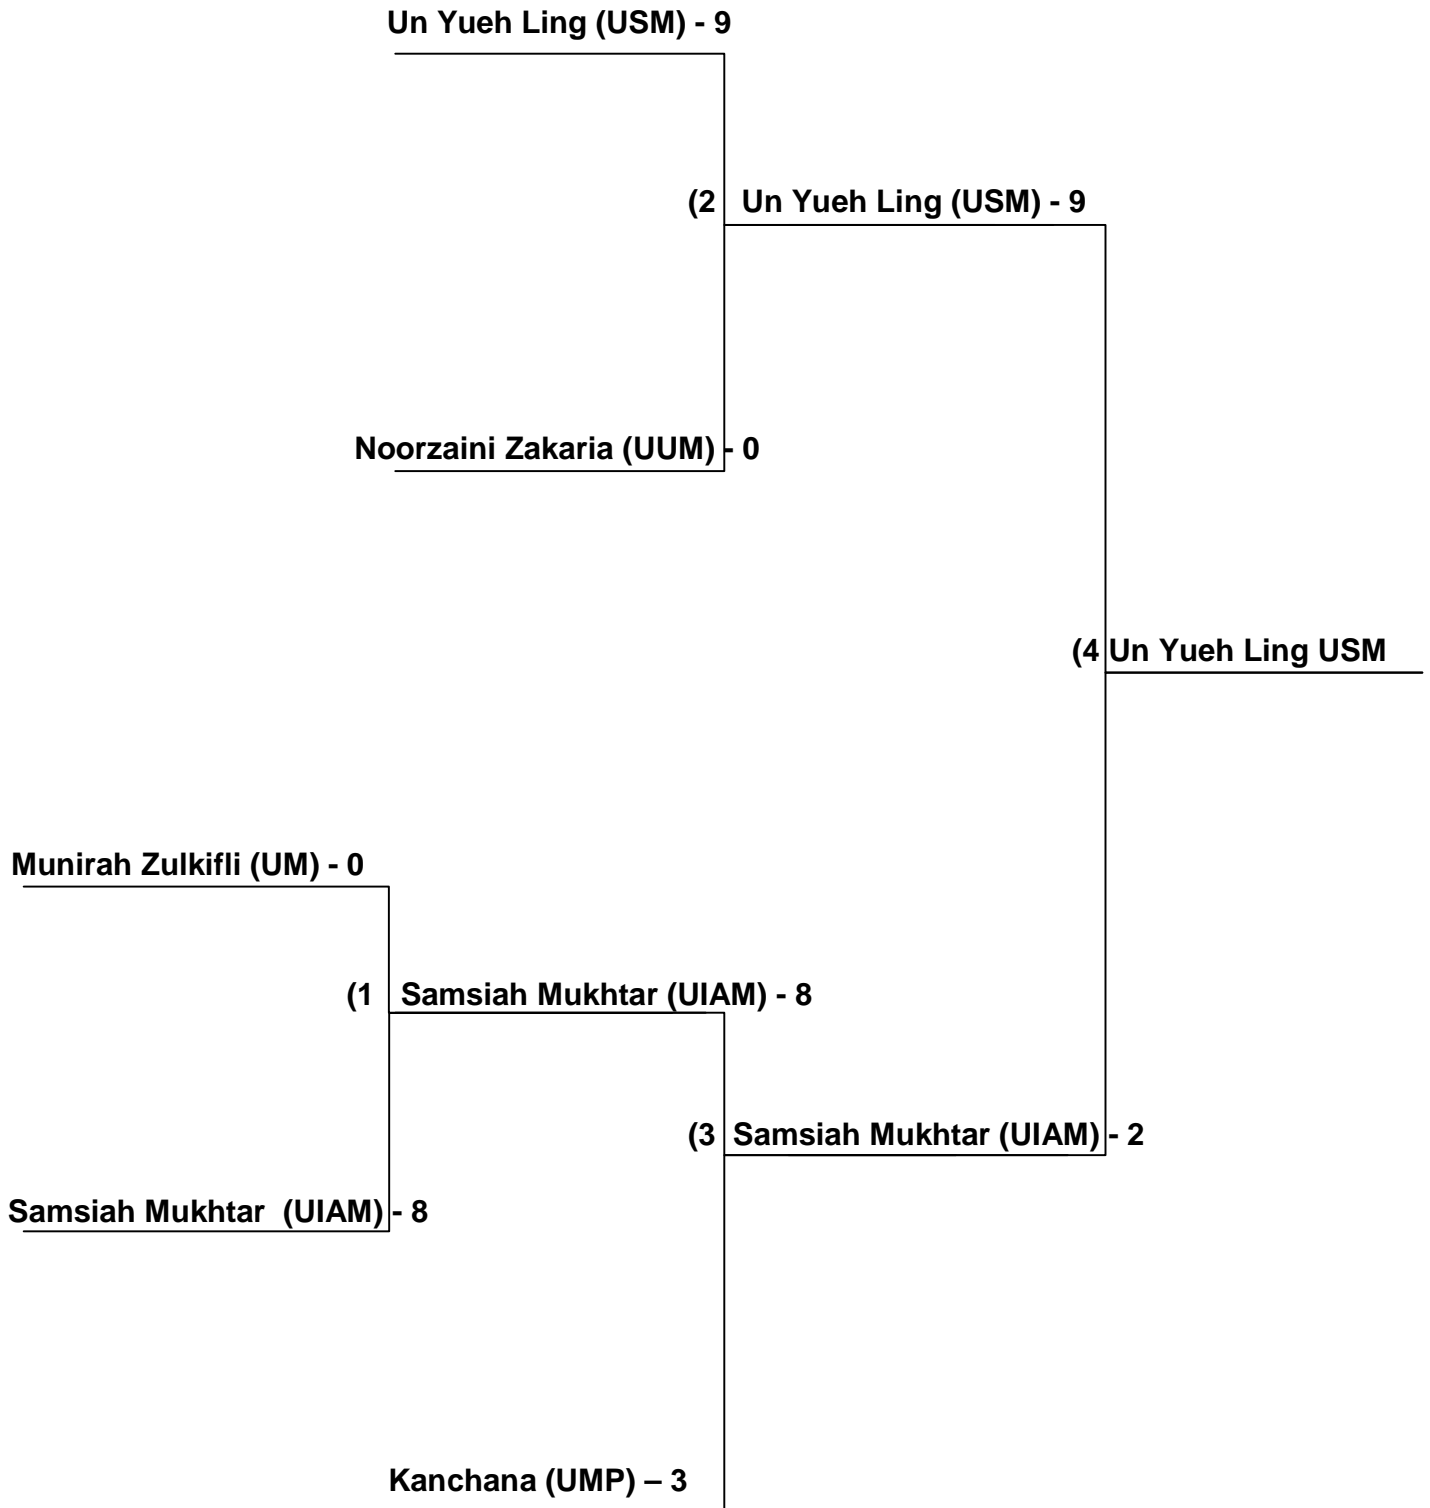 Un Yueh Ling (USM) - 9
(2 Un Yueh Ling (USM) - 9
Noorzaini Zakaria (UUM) - 0
(4 Un Yueh Ling USM
Munirah Zulkifli (UM) - 0
(1 Samsiah Mukhtar (UIAM) - 8
(3 Samsiah Mukhtar (UIAM) - 2
Samsiah Mukhtar (UIAM) - 8
Kanchana (UMP) – 3